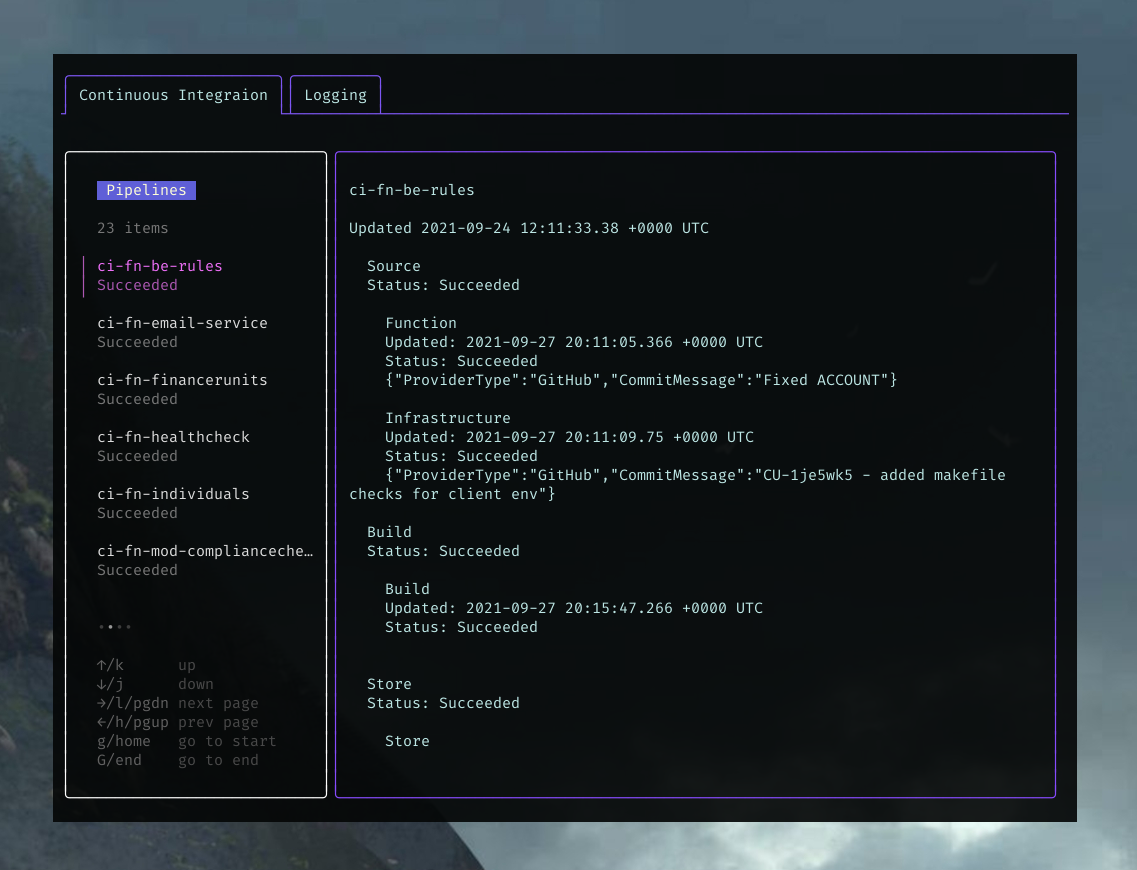 Continuous Integraion
Logging
Pipelines
23 items
ci-fn-be-rules
Succeeded
ci-fn-email-service
Succeeded
ci-fn-financerunits
Succeeded
ci-fn-healthcheck
Succeeded
ci-fn-individuals
Succeeded
ci-fn-mod-complianceche…
Succeeded
↑/k up
↓/j down
→/l/pgdn next page
←/h/pgup prev page
g/home go to start
G/end go to end
ci-fn-be-rules
Updated 2021-09-24 12:11:33.38 +0000 UTC
Source
Status: Succeeded
Function
Updated: 2021-09-27 20:11:05.366 +0000 UTC
Status: Succeeded
{"ProviderType":"GitHub","CommitMessage":"Fixed ACCOUNT"}
Infrastructure
Updated: 2021-09-27 20:11:09.75 +0000 UTC
Status: Succeeded
{"ProviderType":"GitHub","CommitMessage":"CU-1je5wk5 - added makefile
checks for client env"}
Build
Status: Succeeded
Build
Updated: 2021-09-27 20:15:47.266 +0000 UTC
Status: Succeeded
Store
Status: Succeeded
Store